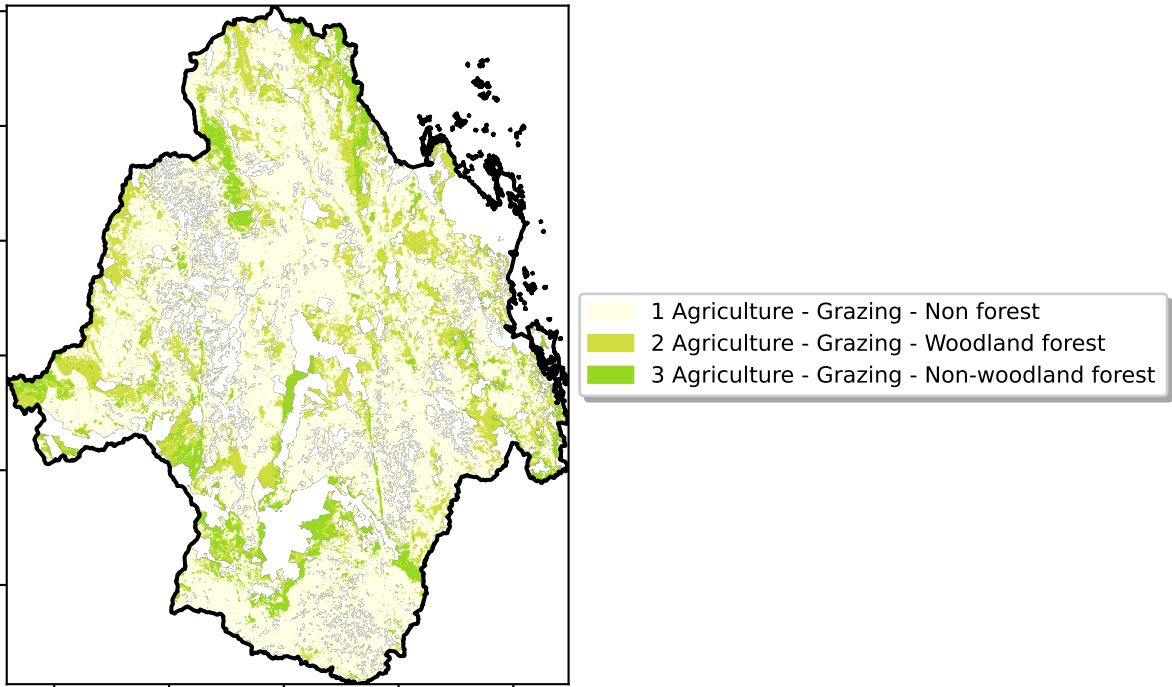 1 Agriculture - Grazing - Non forest
2 Agriculture - Grazing - Woodland forest
3 Agriculture - Grazing - Non-woodland forest